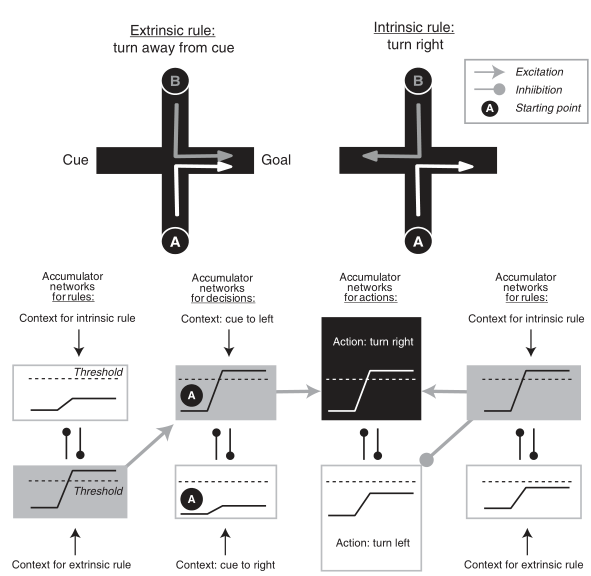 Extrinsic rule:
turn away from cue
Intrinsic rule:
turn right
Excitation
Inhiibition
A Starting point
B
B
Cue
Goal
A
A
Accumulator
networks
for rules:
Context for intrinsic rule
Accumulator
networks
for decisions:
Context: cue to left
Accumulator
networks
for actions:
Accumulator
networks
for rules:
Context for intrinsic rule
Threshold
A
Action: turn right
Threshold
A
Action: turn left
Context for extrinsic rule
Context: cue to right
Context for extrinsic rule